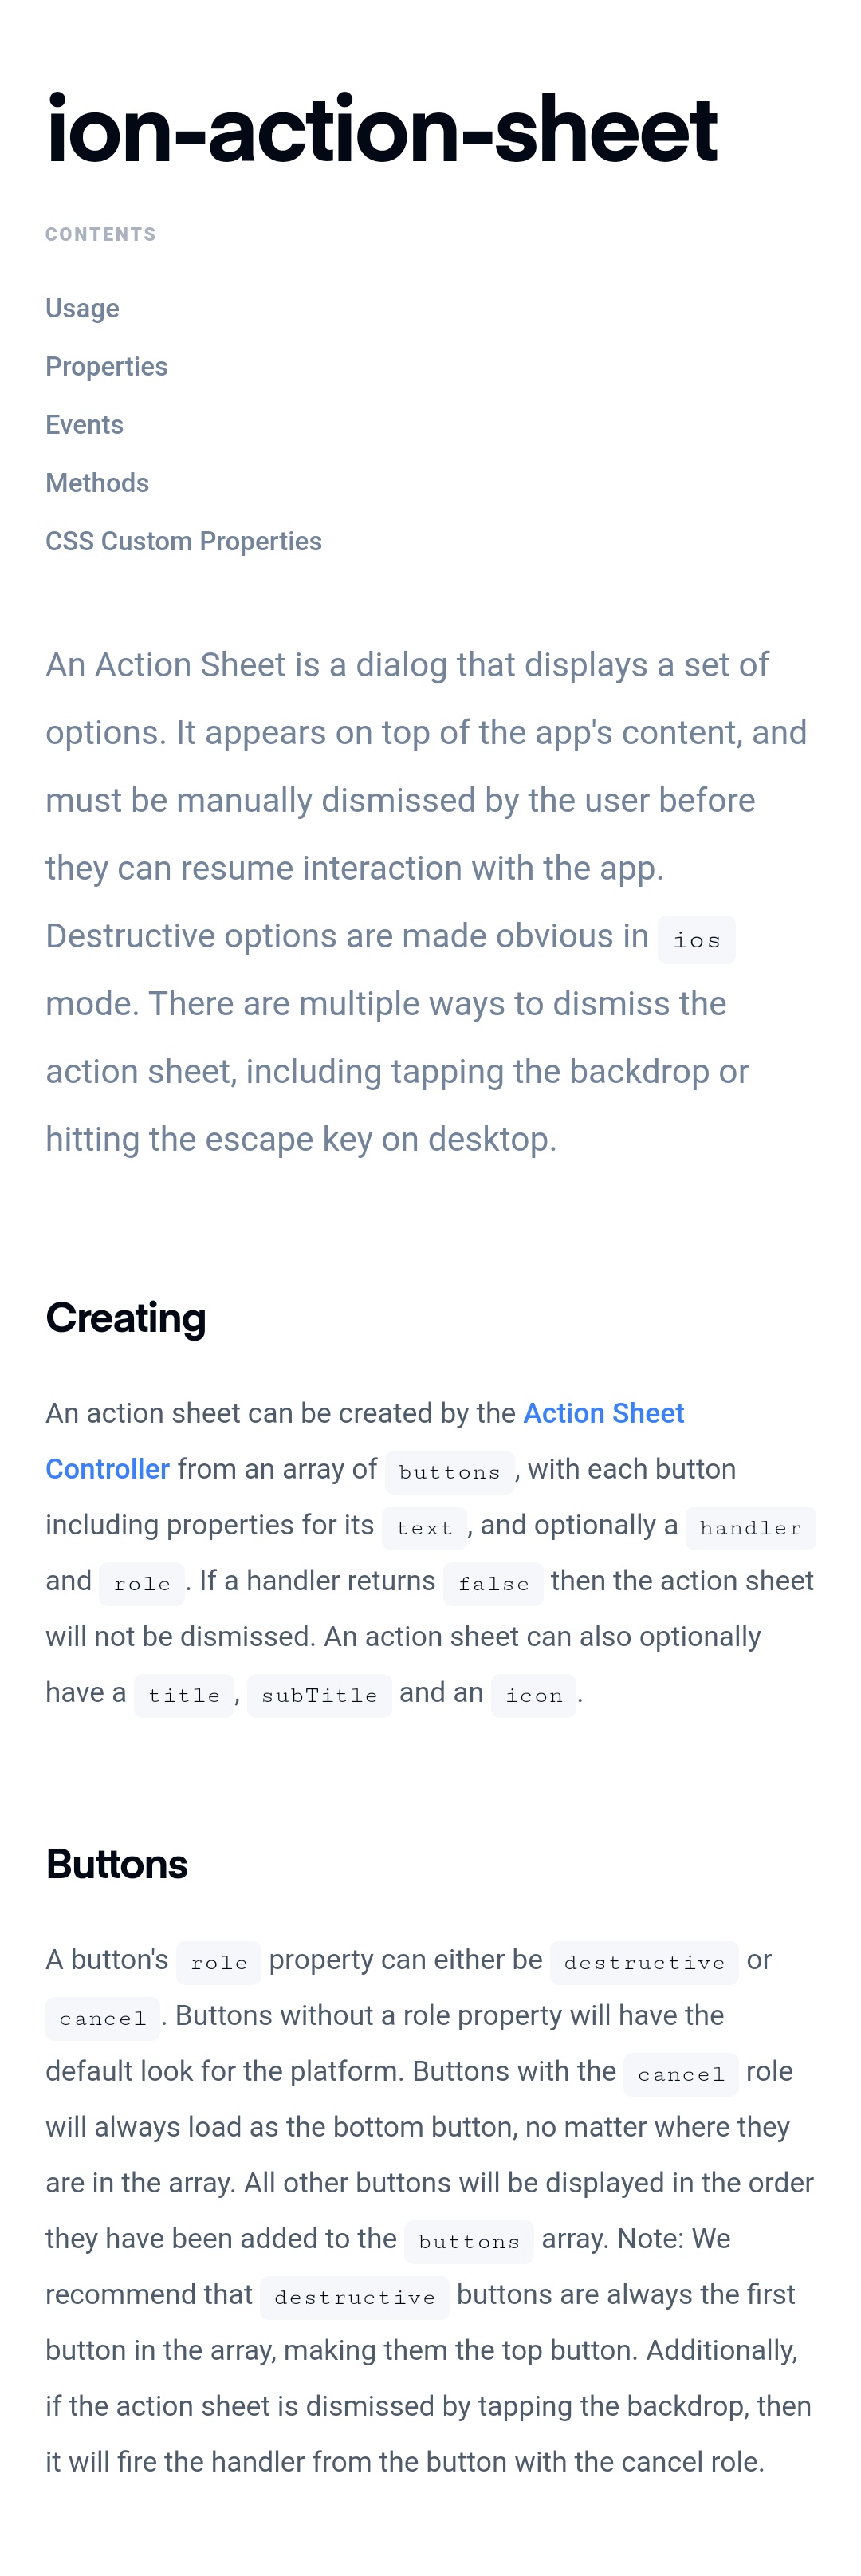 ion-action-sheet
CONTENTS
Usage
Properties
Events
Methods
CSS Custom Properties
An Action Sheet is a dialog that displays a set of
options. It appears on top of the app's content, and
must be manually dismissed by the user before
they can resume interaction with the app.
Destructive options are made obvious in ios
mode. There are multiple ways to dismiss the
action sheet, including tapping the backdrop or
hitting the escape key on desktop.
Creating
An action sheet can be created by the Action Sheet
Controller from an array of buttons, with each button
including properties for its text, and optionally a handler
and role. If a handler returns false then the action sheet
will not be dismissed. An action sheet can also optionally
have a title, subTitle and an icon.
Buttons
A button's role property can either be destructive or
cancel. Buttons without a role property will have the
default look for the platform. Buttons with the cancel role
will always load as the bottom button, no matter where they
are in the array. All other buttons will be displayed in the order
they have been added to the buttons array. Note: We
recommend that destructive buttons are always the first
button in the array, making them the top button. Additionally,
if the action sheet is dismissed by tapping the backdrop, then
it will fire the handler from the button with the cancel role.